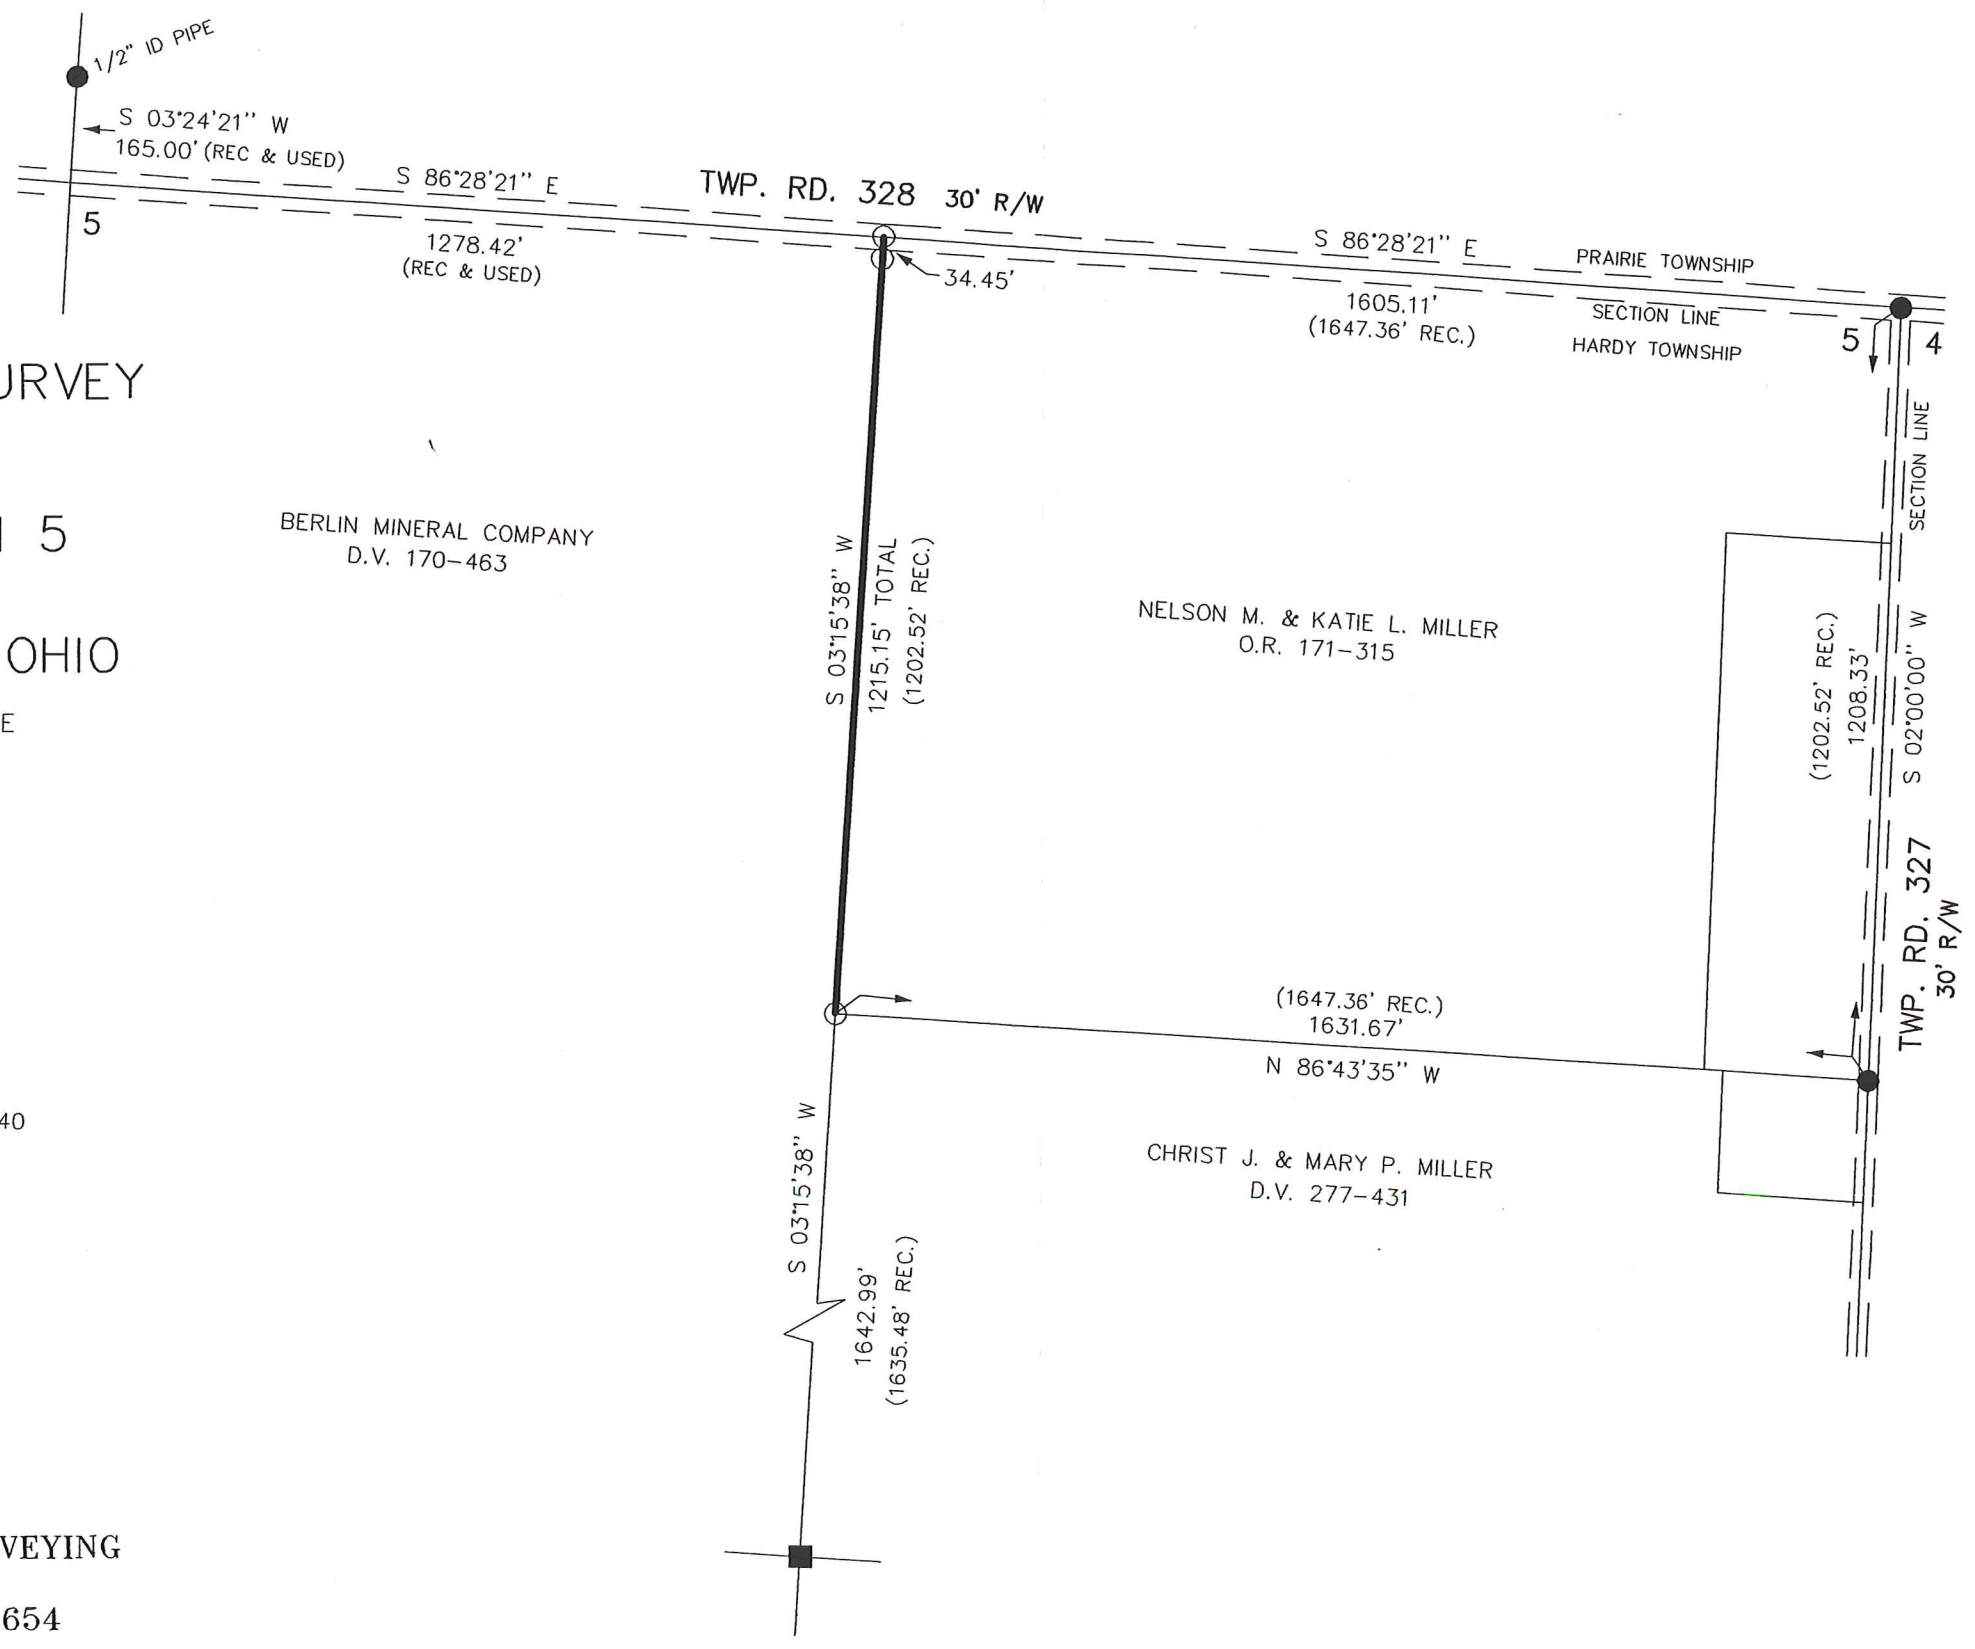 1/2" ID PIPE
S 03°24'21" W
165.00' (REC & USED)
S 86°28'21" E
TWP. RD. 328 30' R/W
5
1278.42'
(REC & USED)
34.45'
S 86°28'21" E
PRAIRIE TOWNSHIP
1605.11'
(1647.36' REC.)
SECTION LINE
HARDY TOWNSHIP
5
4
URVEY
SECTION LINE
5
BERLIN MINERAL COMPANY
D.V. 170-463
S 03°15'38" W
1215.15' TOTAL
(1202.52' REC.)
NELSON M. & KATIE L. MILLER
O.R. 171-315
(1202.52' REC.)
1208.33'
S 02°00'00" W
OHIO
E
TWP. RD. 327
30' R/W
(1647.36' REC.)
1631.67'
N 86°43'35" W
40
S 03°15'38" W
CHRIST J. & MARY P. MILLER
D.V. 277-431
1642.99'
(1635.48' REC.)
VEYING
654